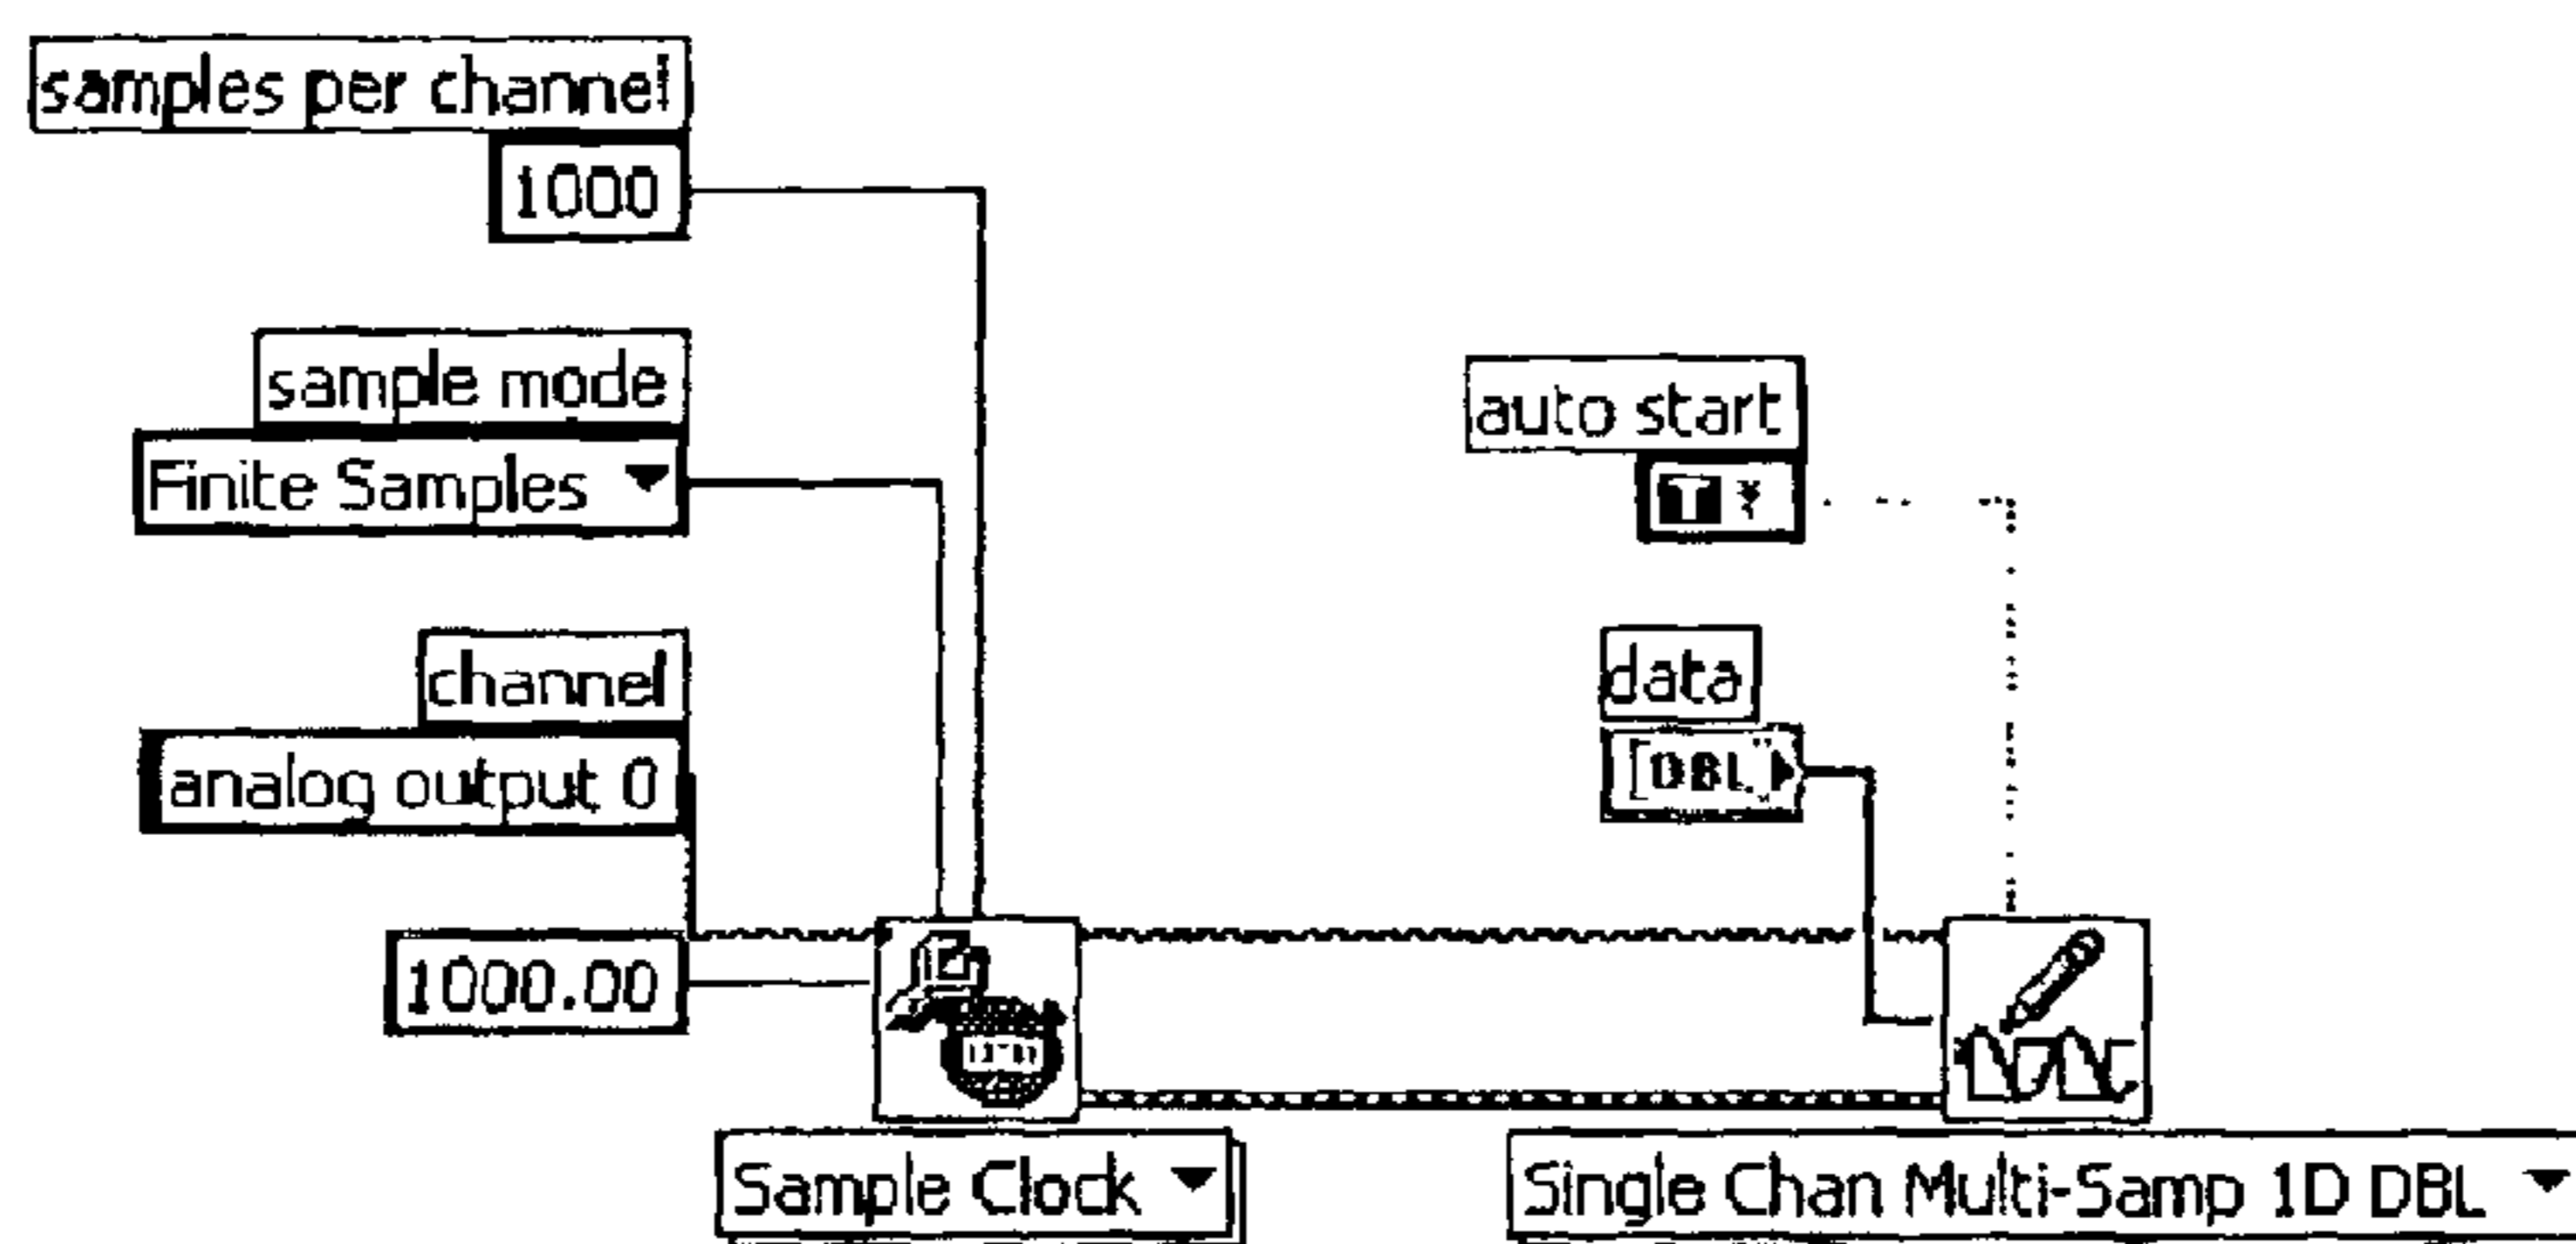 samples per channel
1000
sample mode
Finite Samples
auto start
T
channel
analog output 0
data
[DBL]
1000.00
Sample Clock
Single Chan Multi-Samp 1D DBL